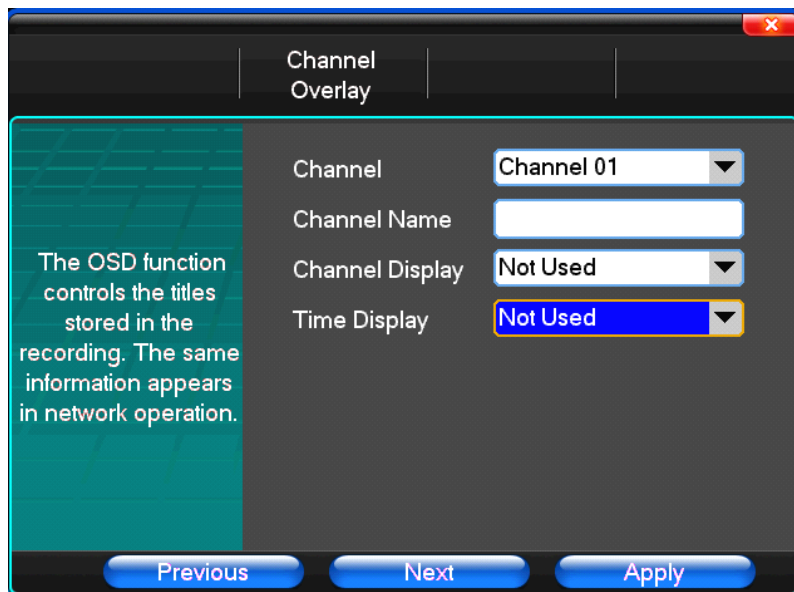 Channel
Overlay
The OSD function
controls the titles
stored in the
recording. The same
information appears
in network operation.
Channel
Channel 01
Channel Name
Channel Display
Not Used
Time Display
Not Used
Previous
Next
Apply